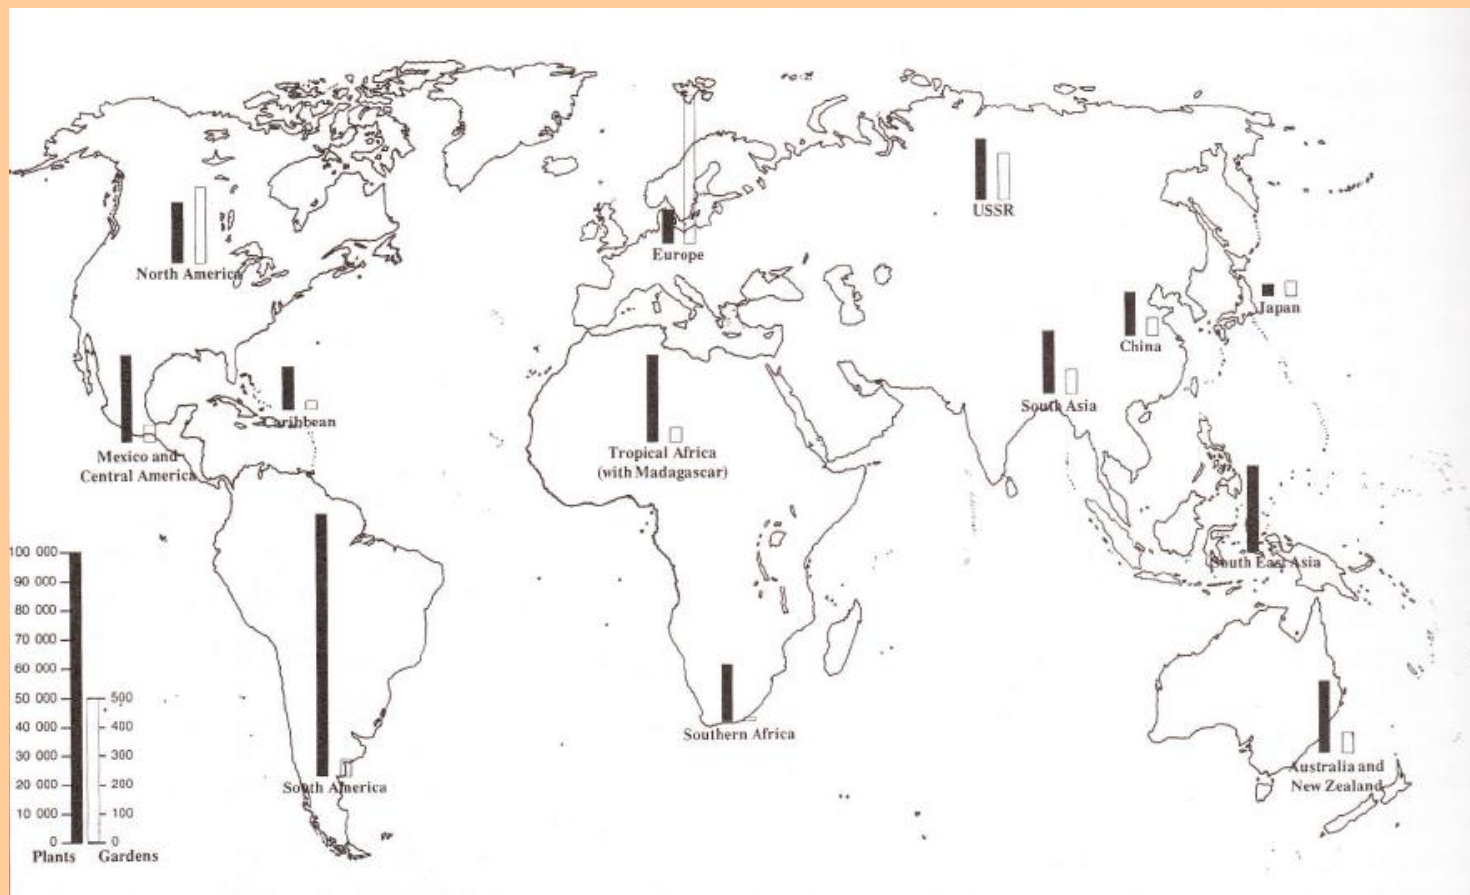 North America
Europe
USSR
Japan
China
South Asia
Caribbean
Mexico and
Central America
Tropical Africa
(with Madagascar)
South East Asia
South America
Southern Africa
Australia and
New Zealand
100 000
90 000
80 000
70 000
60 000
50 000 500
40 000 400
30 000 300
20 000 200
10 000 100
0 0
Plants Gardens